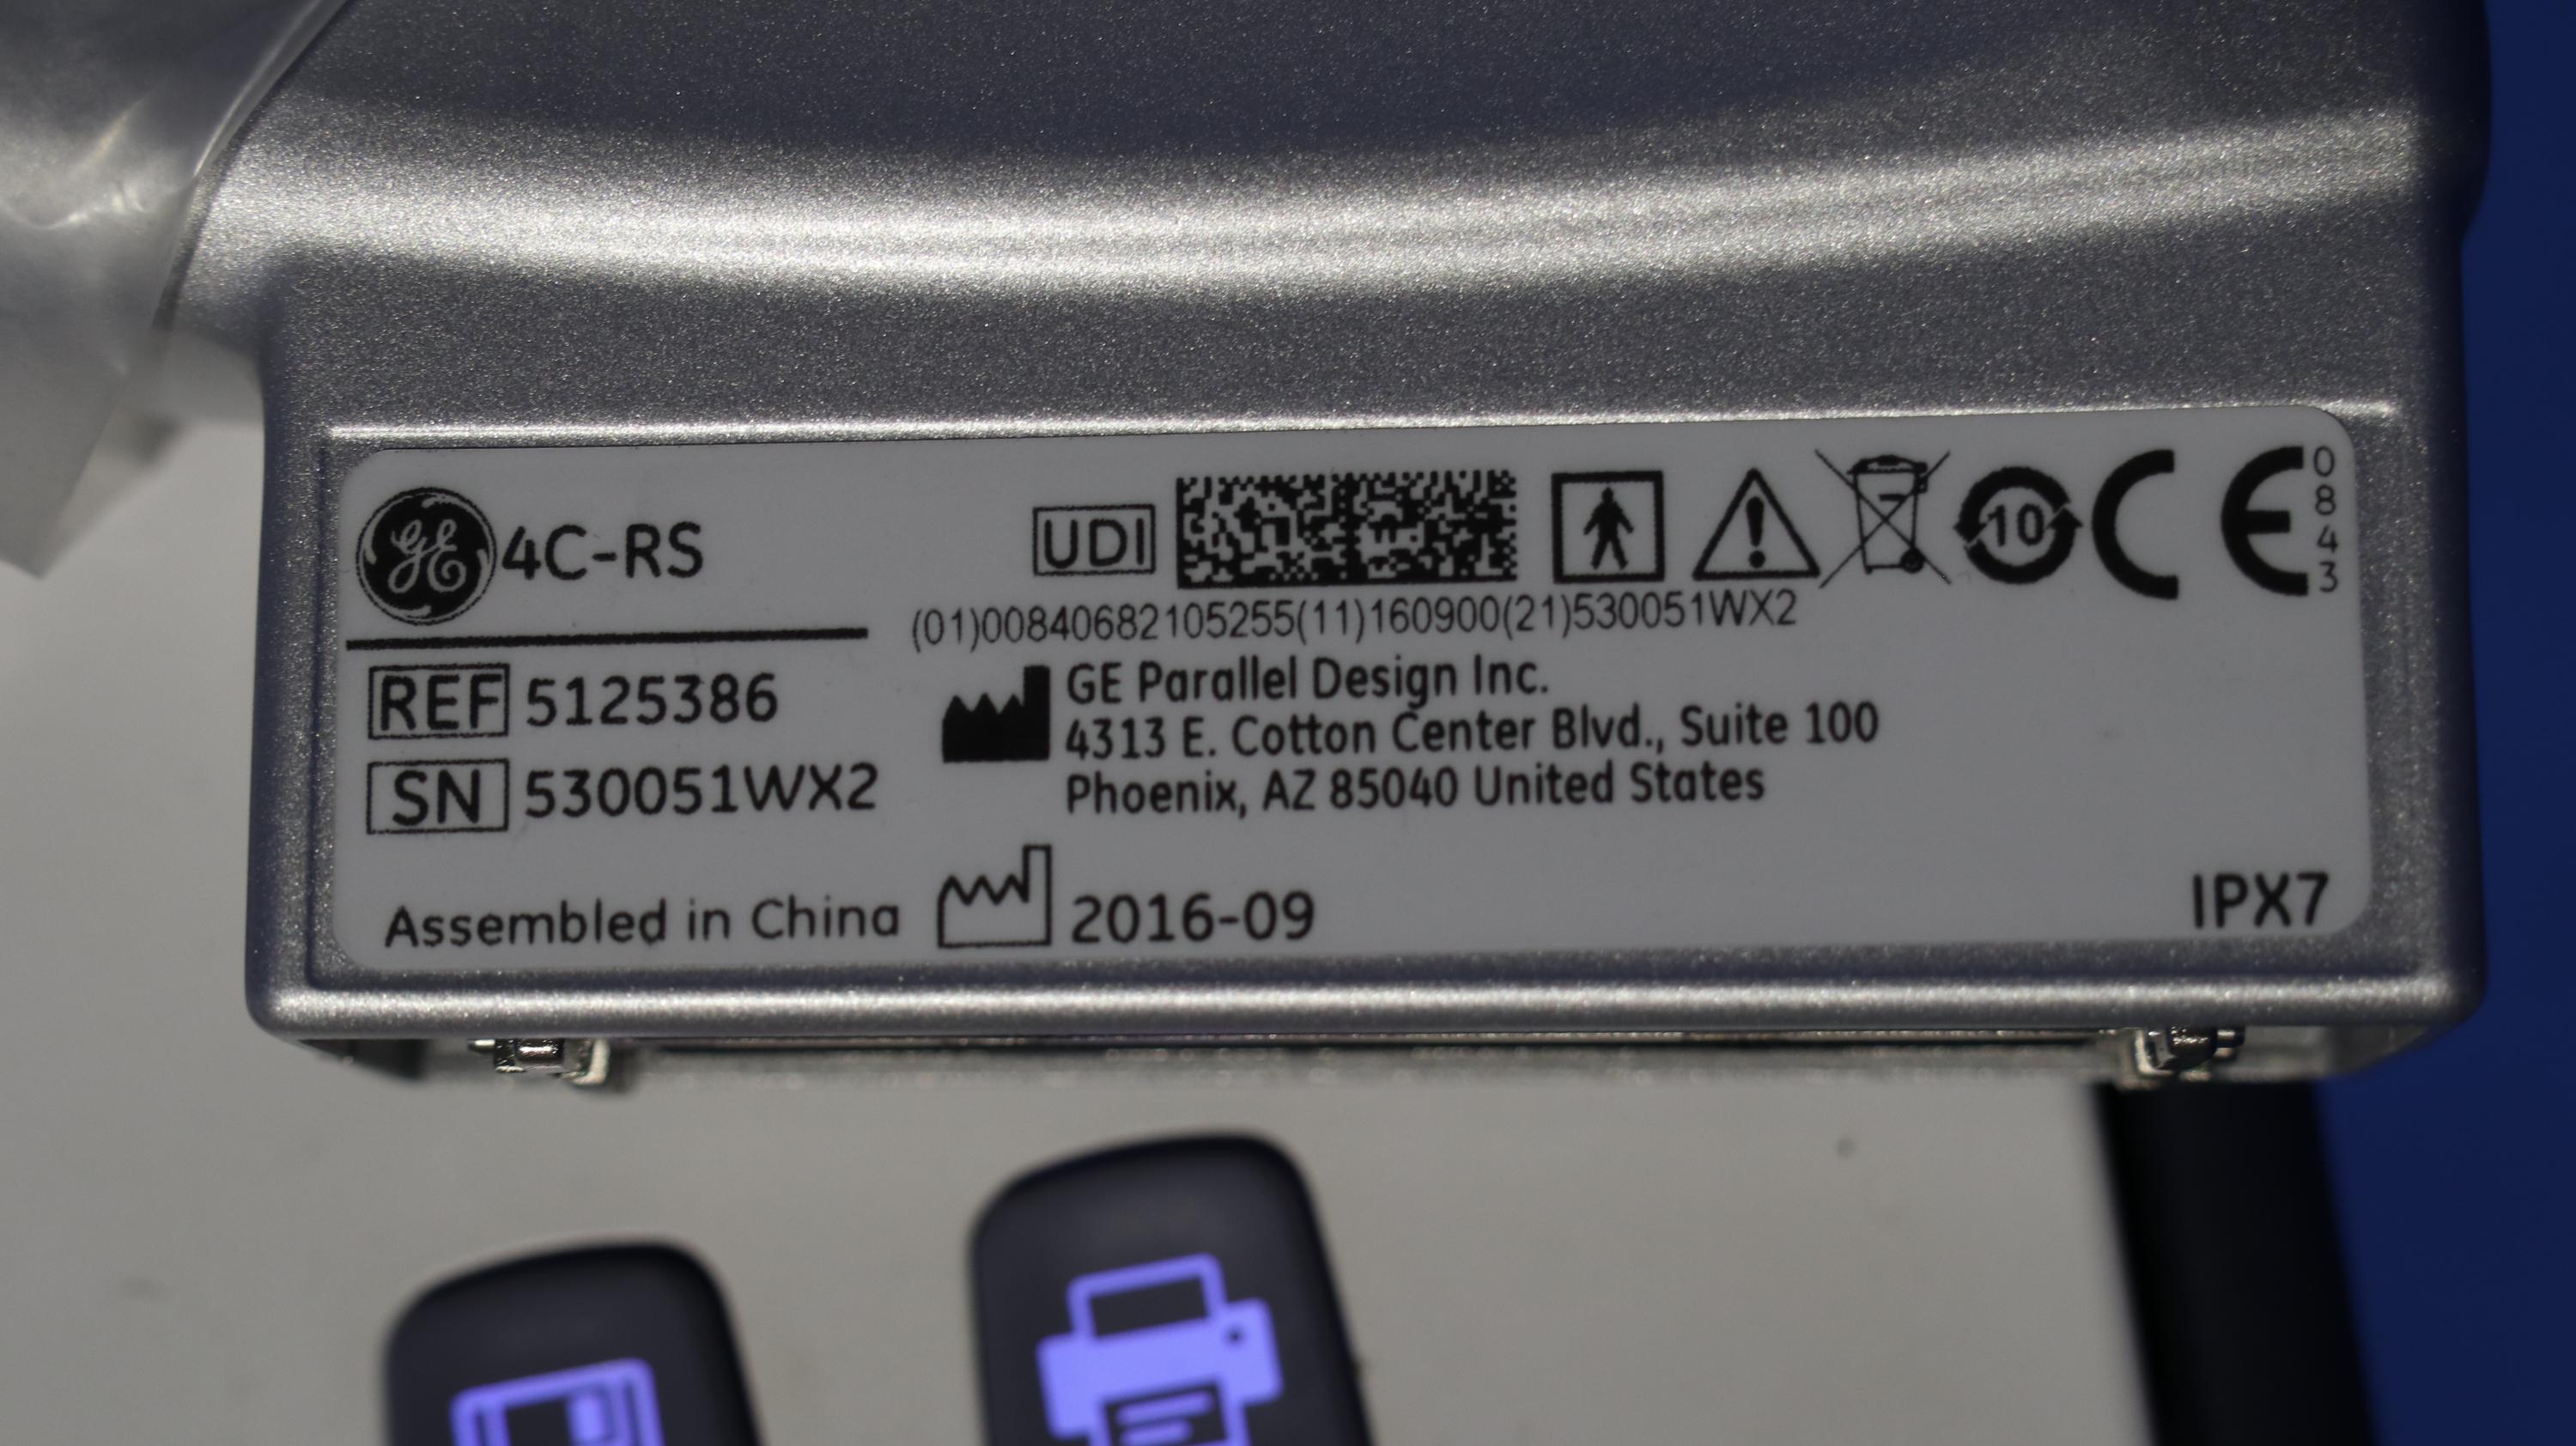 GE 4C-RS
UDI
10
CE 0843
(01)00840682105255(11)160900(21)530051WX2
REF 5125386
GE Parallel Design Inc.
4313 E. Cotton Center Blvd., Suite 100
SN 530051WX2
Phoenix, AZ 85040 United States
Assembled in China
2016-09
IPX7